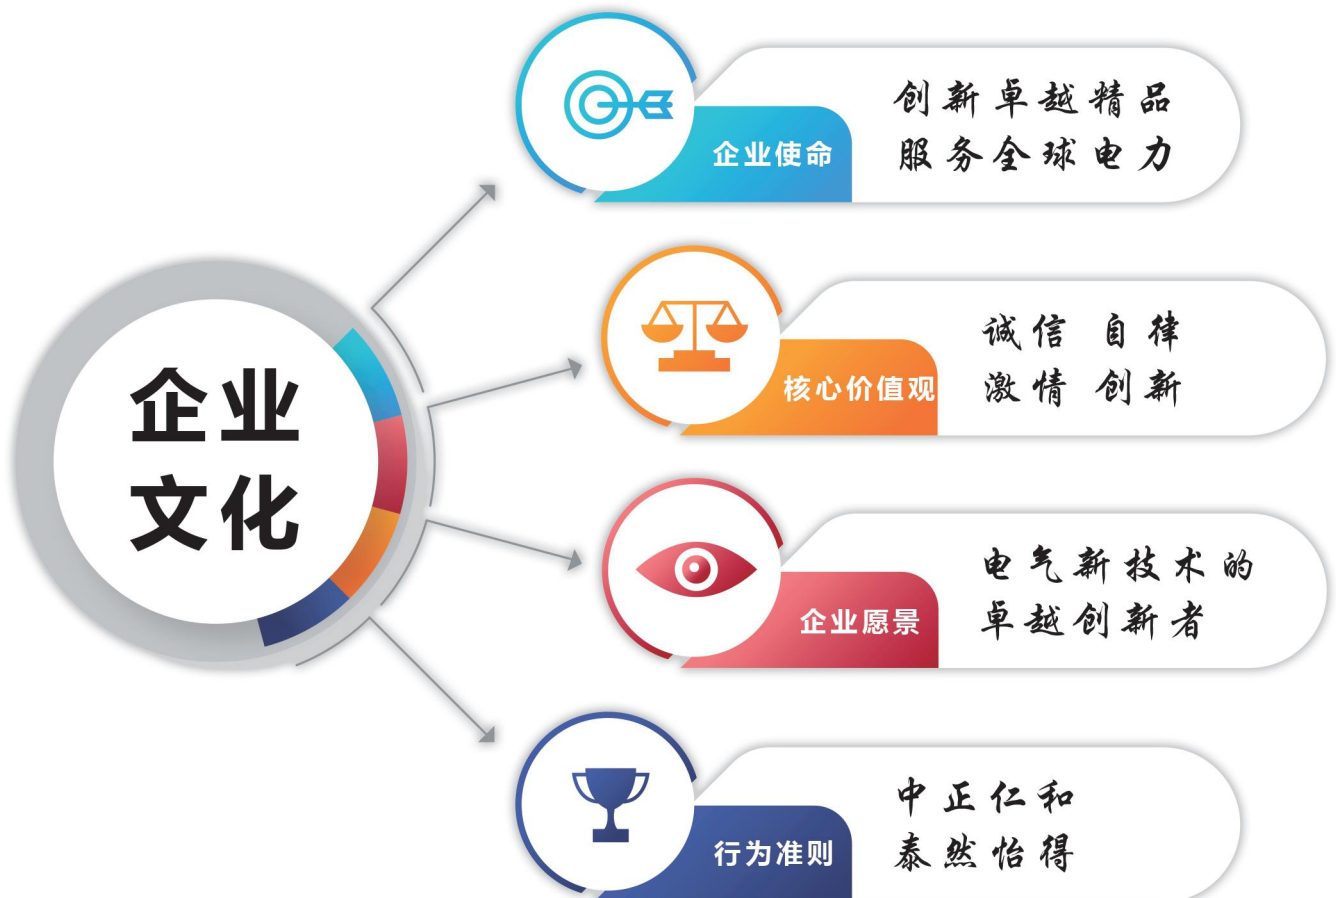 企业
文化
企业使命
创新卓越精品
服务全球电力
核心价值观
诚信 自律
激情 创新
企业愿景
电气新技术的
卓越创新者
行为准则
中正仁和
泰然怡得